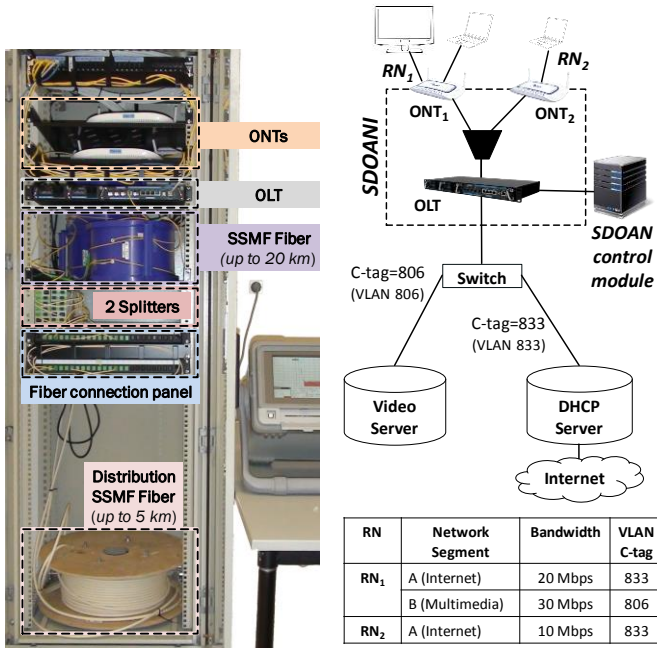 ONTs
OLT
SSMF Fiber
(up to 20 km)
2 Splitters
Fiber connection panel
Distribution
SSMF Fiber
(up to 5 km)
RN1
RN2
ONT1
ONT2
SDOANI
OLT
SDOAN
control
module
C-tag=806
(VLAN 806)
Switch
C-tag=833
(VLAN 833)
Video
Server
DHCP
Server
Internet
RN Network Segment Bandwidth VLAN C-tag
RN1 A (Internet) 20 Mbps 833
B (Multimedia) 30 Mbps 806
RN2 A (Internet) 10 Mbps 833